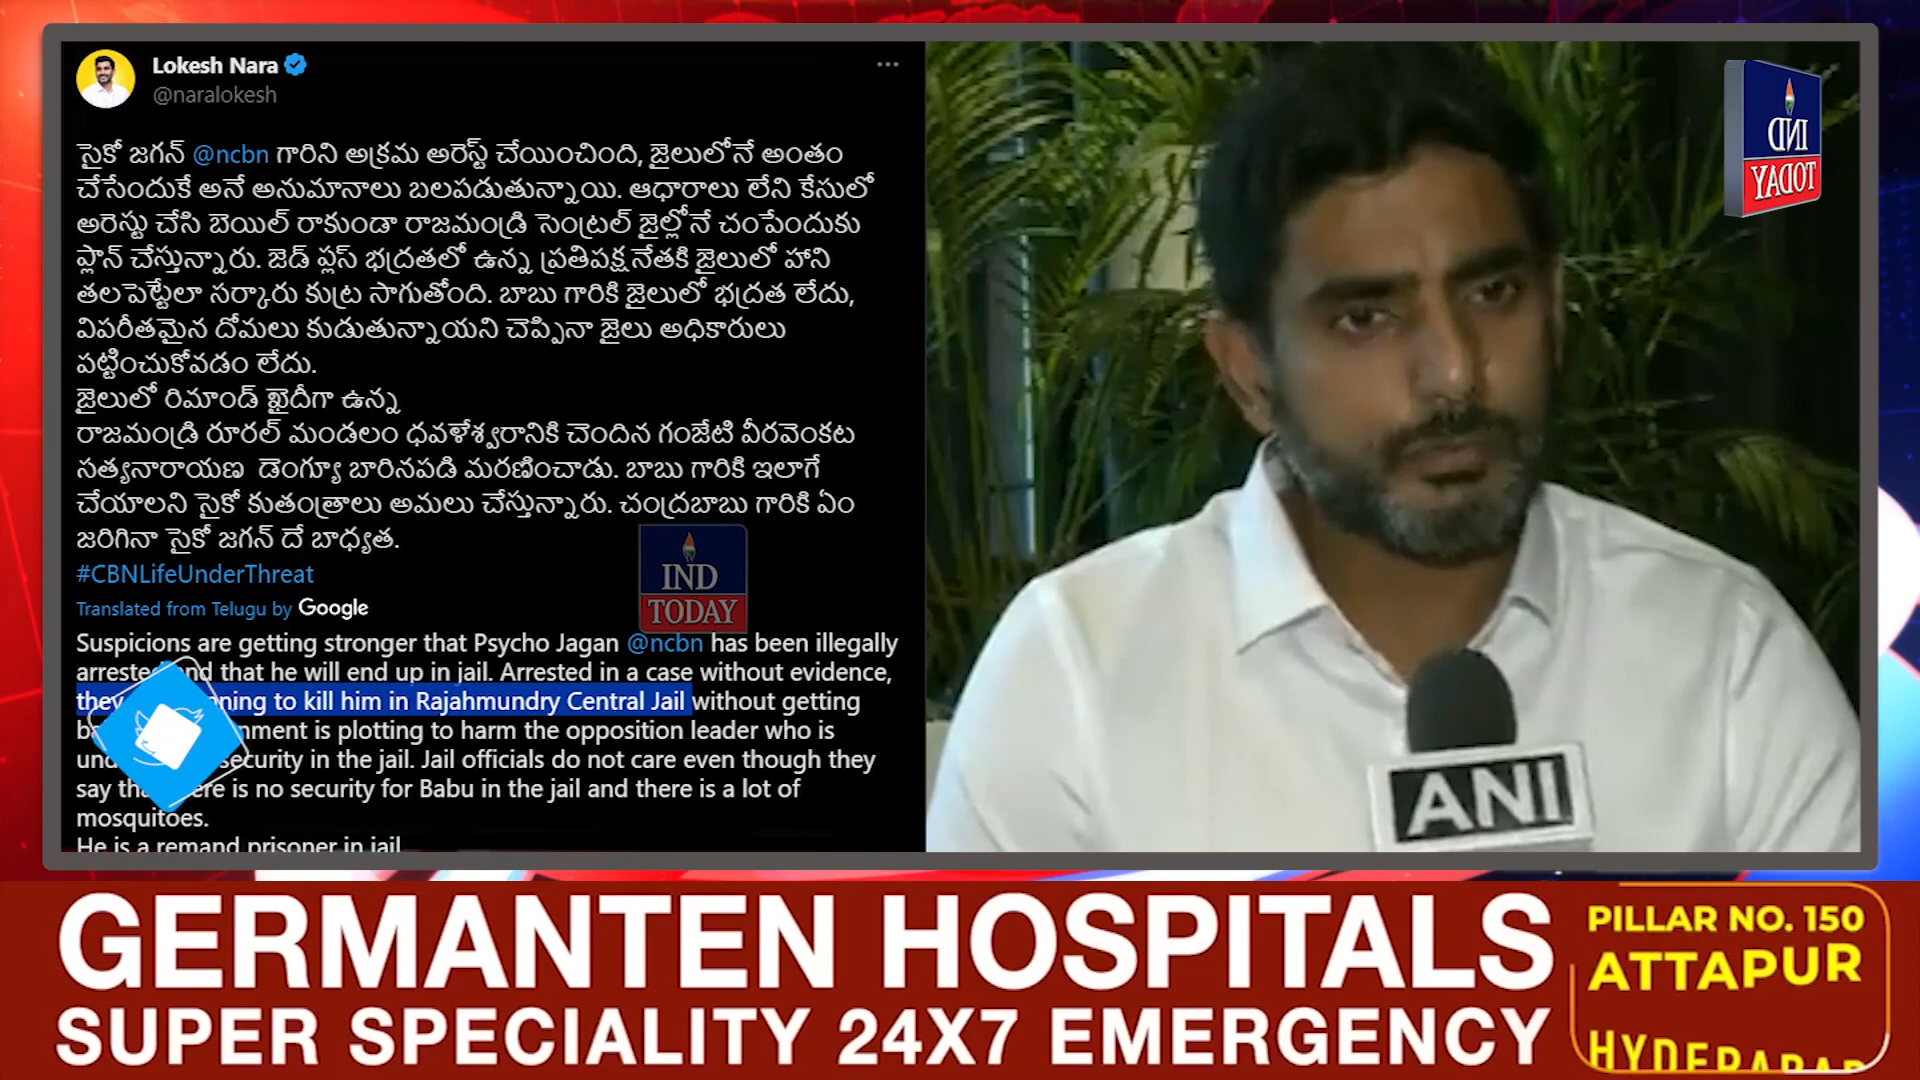 Lokesh Nara
@naralokesh
సైకో జగన్ @ncbn గారిని అక్రమ అరెస్ట్ చేయించింది, జైలులోనే అంతం
చేసేందుకే అనే అనుమానాలు బలపడుతున్నాయి. ఆధారాలు లేని కేసులో
అరెస్టు చేసి బెయిల్ రాకుండా రాజమండ్రి సెంట్రల్ జైల్లోనే చంపేందుకు
ప్లాన్ చేస్తున్నారు. జెడ్ ప్లస్ భద్రతలో ఉన్న ప్రతిపక్షనేతకి జైలులో హాని
తలపెట్టేలా సర్కారు కుట్ర సాగుతోంది. బాబు గారికి జైలులో భద్రత లేదు,
విపరీతమైన దోమలు కుడుతున్నాయని చెప్పినా జైలు అధికారులు
పట్టించుకోవడం లేదు.
జైలులో రిమాండ్ ఖైదీగా ఉన్న
రాజమండ్రి రూరల్ మండలం ధవళేశ్వరానికి చెందిన గంజేటి వీరవెంకట
సత్యనారాయణ డెంగ్యూ బారినపడి మరణించాడు. బాబు గారికి ఇలాగే
చేయాలని సైకో కుతంత్రాలు అమలు చేస్తున్నారు. చంద్రబాబు గారికి ఏం
జరిగినా సైకో జగన్ దే బాధ్యత.
#CBNLifeUnderThreat
Translated from Telugu by Google
Suspicions are getting stronger that Psycho Jagan @ncbn has been illegally
arrested and that he will end up in jail. Arrested in a case without evidence,
they to kill him in Rajahmundry Central Jail without getting
is plotting to harm the opposition leader who is
security in the jail. Jail officials do not care even though they
say there is no security for Babu in the jail and there is a lot of
mosquitoes.
He is a remand prisoner in jail
IND
TODAY
IND
TODAY
ANI
GERMANTEN HOSPITALS
SUPER SPECIALITY 24X7 EMERGENCY
PILLAR NO. 150
ATTAPUR
HYDERABAD